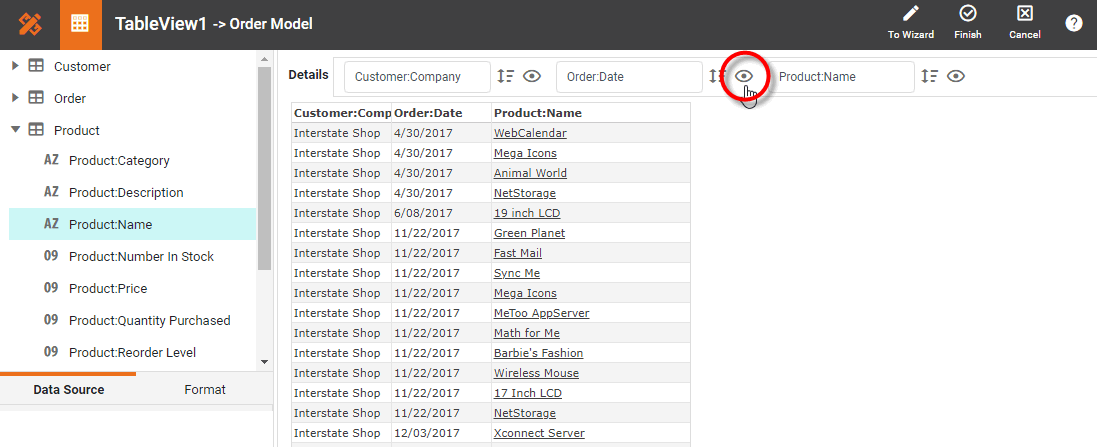 TableView1 -> Order Model
To Wizard
Finish
Cancel
?
Customer
Order
Product
AZ Product:Category
AZ Product:Description
AZ Product:Name
09 Product:Number In Stock
09 Product:Price
09 Product:Quantity Purchased
09 Product:Reorder Level
Data Source Format
Details Customer:Company Order:Date Product:Name
Customer:Comp Order:Date Product:Name
Interstate Shop 4/30/2017 WebCalendar
Interstate Shop 4/30/2017 Mega Icons
Interstate Shop 4/30/2017 Animal World
Interstate Shop 4/30/2017 NetStorage
Interstate Shop 6/08/2017 19 inch LCD
Interstate Shop 11/22/2017 Green Planet
Interstate Shop 11/22/2017 Fast Mail
Interstate Shop 11/22/2017 Sync Me
Interstate Shop 11/22/2017 Mega Icons
Interstate Shop 11/22/2017 MeToo AppServer
Interstate Shop 11/22/2017 Math for Me
Interstate Shop 11/22/2017 Barbie's Fashion
Interstate Shop 11/22/2017 Wireless Mouse
Interstate Shop 11/22/2017 17 Inch LCD
Interstate Shop 11/22/2017 NetStorage
Interstate Shop 12/03/2017 Xconnect Server